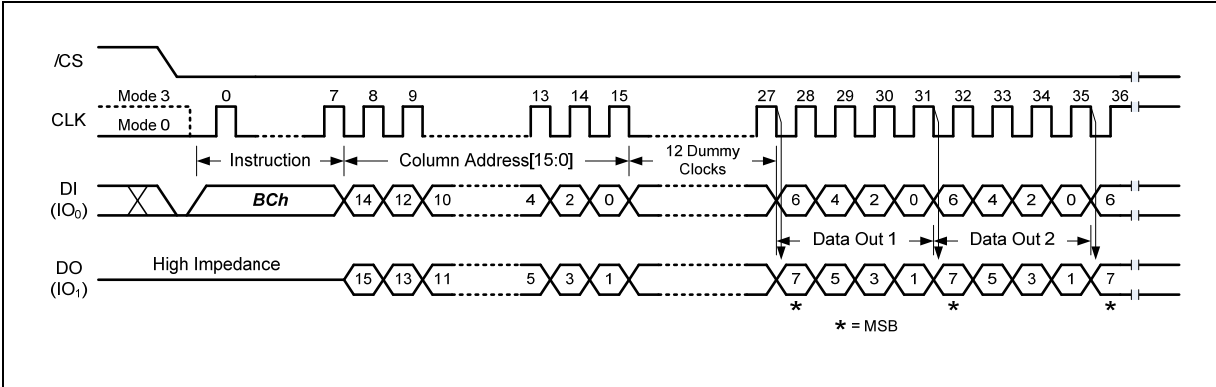 /CS
Mode 3 0 7 8 9 13 14 15 27 28 29 30 31 32 33 34 35 36
CLK
Mode 0
Instruction Column Address[15:0] 12 Dummy
Clocks
DI
(IO₀)
BCh 14 12 10 4 2 0 6 4 2 0 6 4 2 0 6
Data Out 1 Data Out 2
High Impedance
DO
(IO₁)
15 13 11 5 3 1 7 5 3 1 7 5 3 1 7
* * *
* = MSB